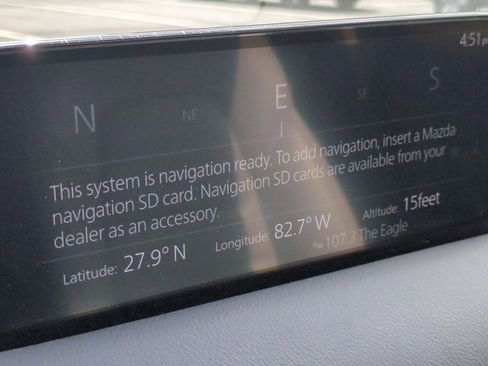 4:51 pm
N NE E SE S
This system is navigation ready. To add navigation, insert a Mazda
navigation SD card. Navigation SD cards are available from your
dealer as an accessory.
Latitude: 27.9° N Longitude: 82.7° W Altitude: 15feet
FM 107.3 The Eagle